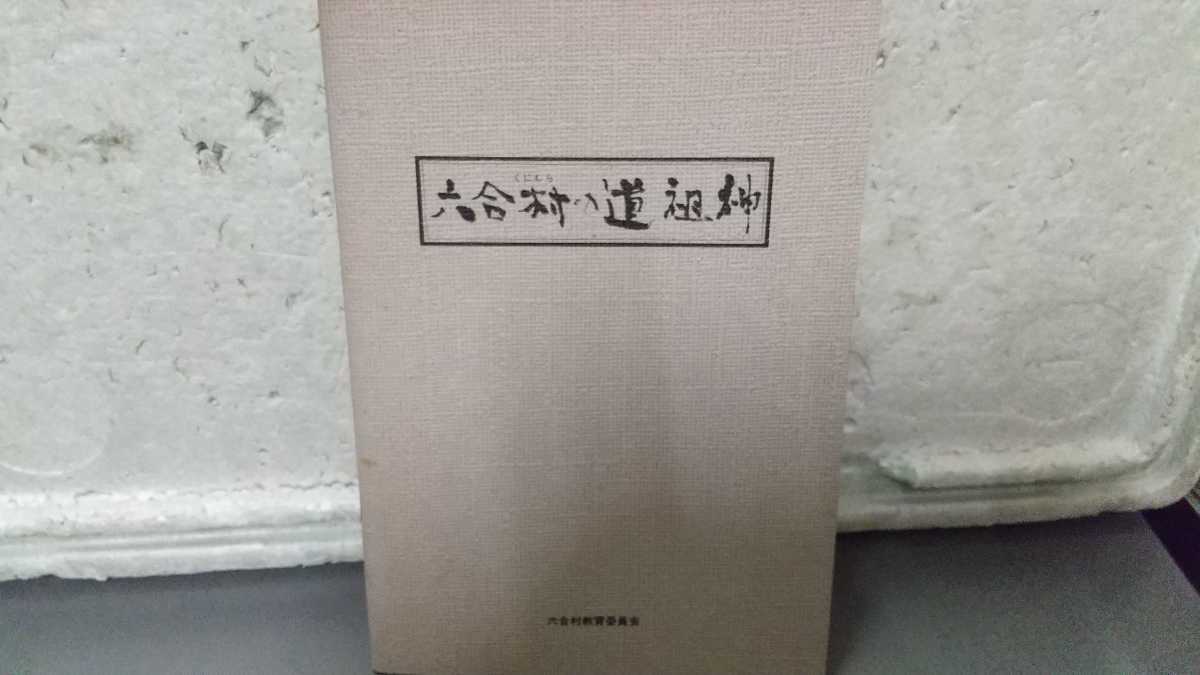 くにむら
六合村の道祖神
六合村教育委員会